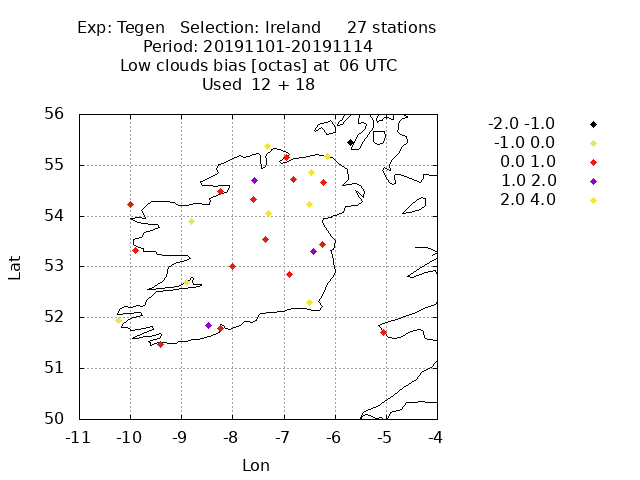 Exp: Tegen   Selection: Ireland     27 stations
Period: 20191101-20191114
Low clouds bias [octas] at  06 UTC
Used  12 + 18
-2.0 -1.0
-1.0 0.0
0.0 1.0
1.0 2.0
2.0 4.0
56
55
54
53
52
51
50
Lat
-11 -10 -9 -8 -7 -6 -5 -4
Lon